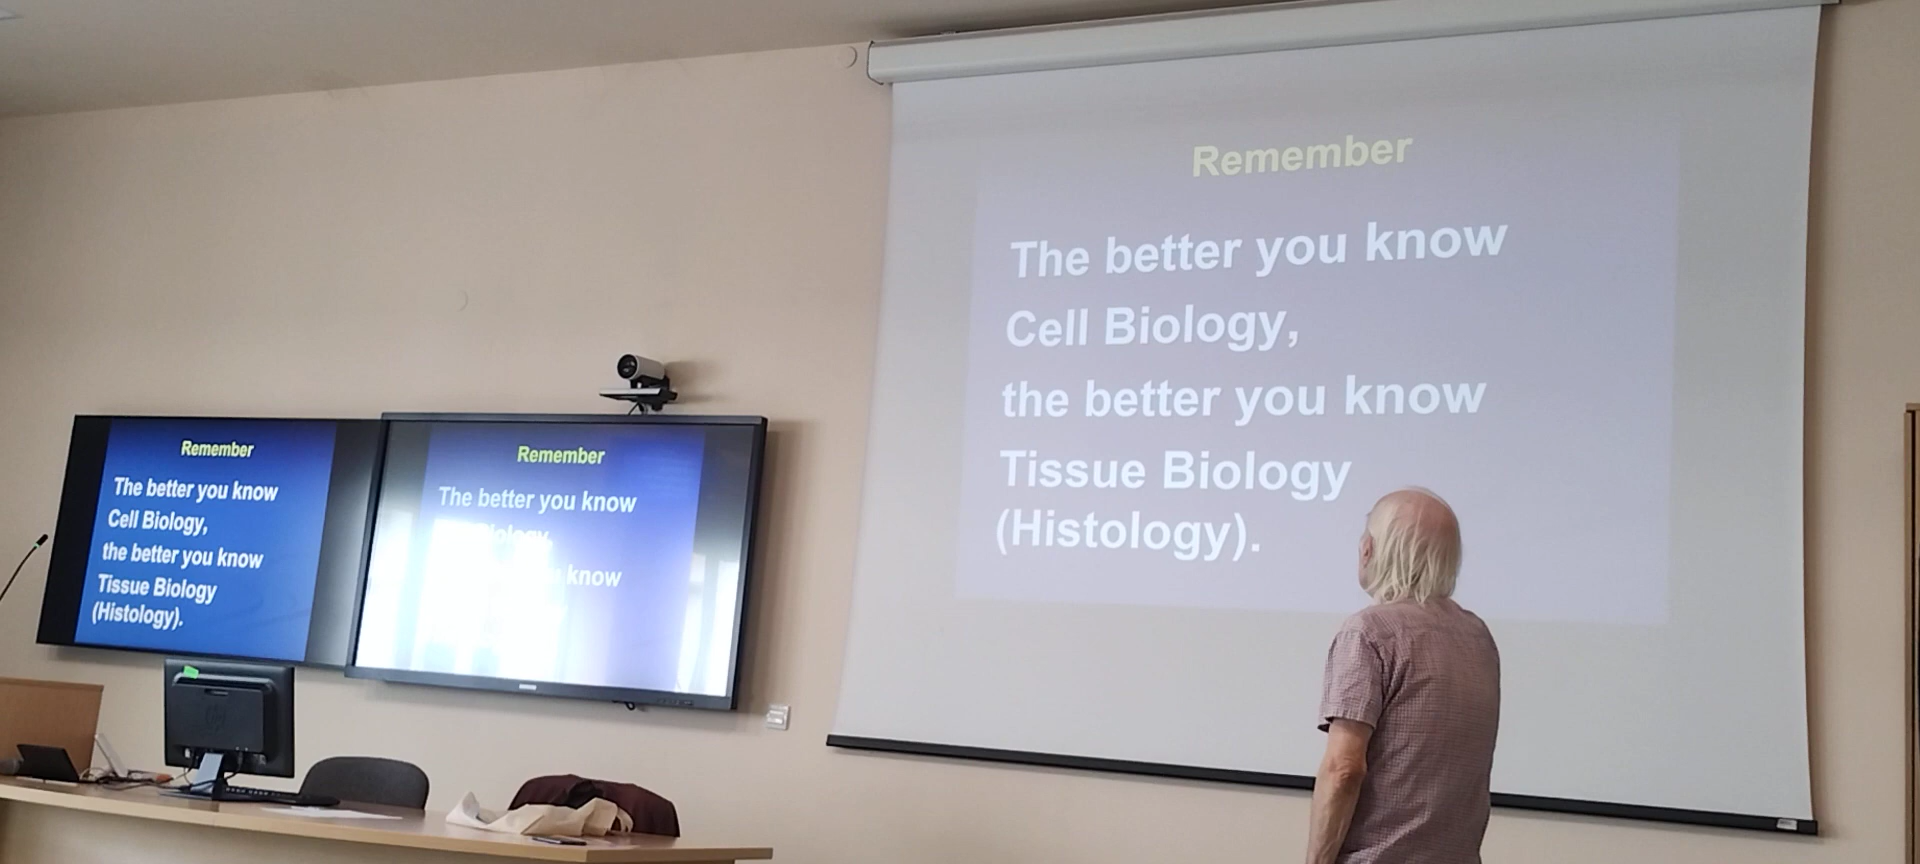 Remember
The better you know
Cell Biology,
the better you know
Tissue Biology
(Histology).
Remember
The better you know
Biology,
know
Remember
The better you know
Cell Biology,
the better you know
Tissue Biology
(Histology).